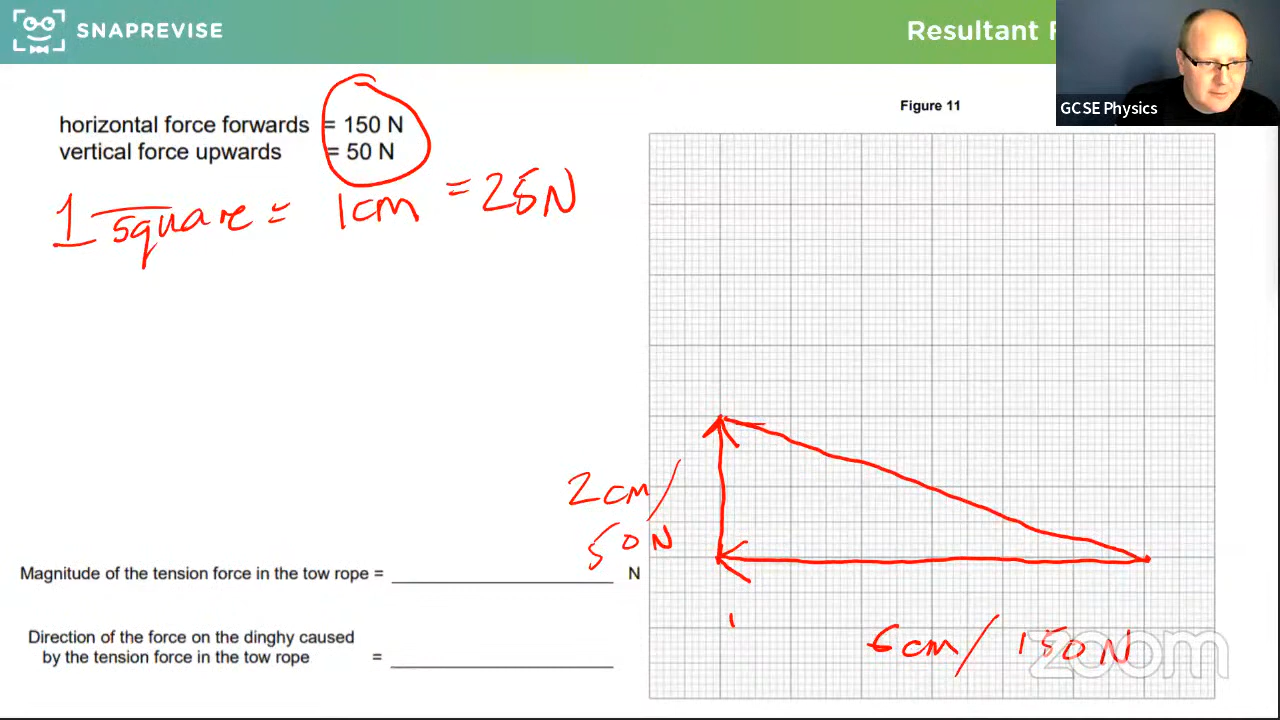 SNAPREVISE
Resultant F
GCSE Physics
Figure 11
horizontal force forwards = 150 N
vertical force upwards = 50 N
1 square = 1cm = 25N
2cm/
50N
Magnitude of the tension force in the tow rope = ____ N
6cm/150N
zoom
Direction of the force on the dinghy caused
by the tension force in the tow rope = ____